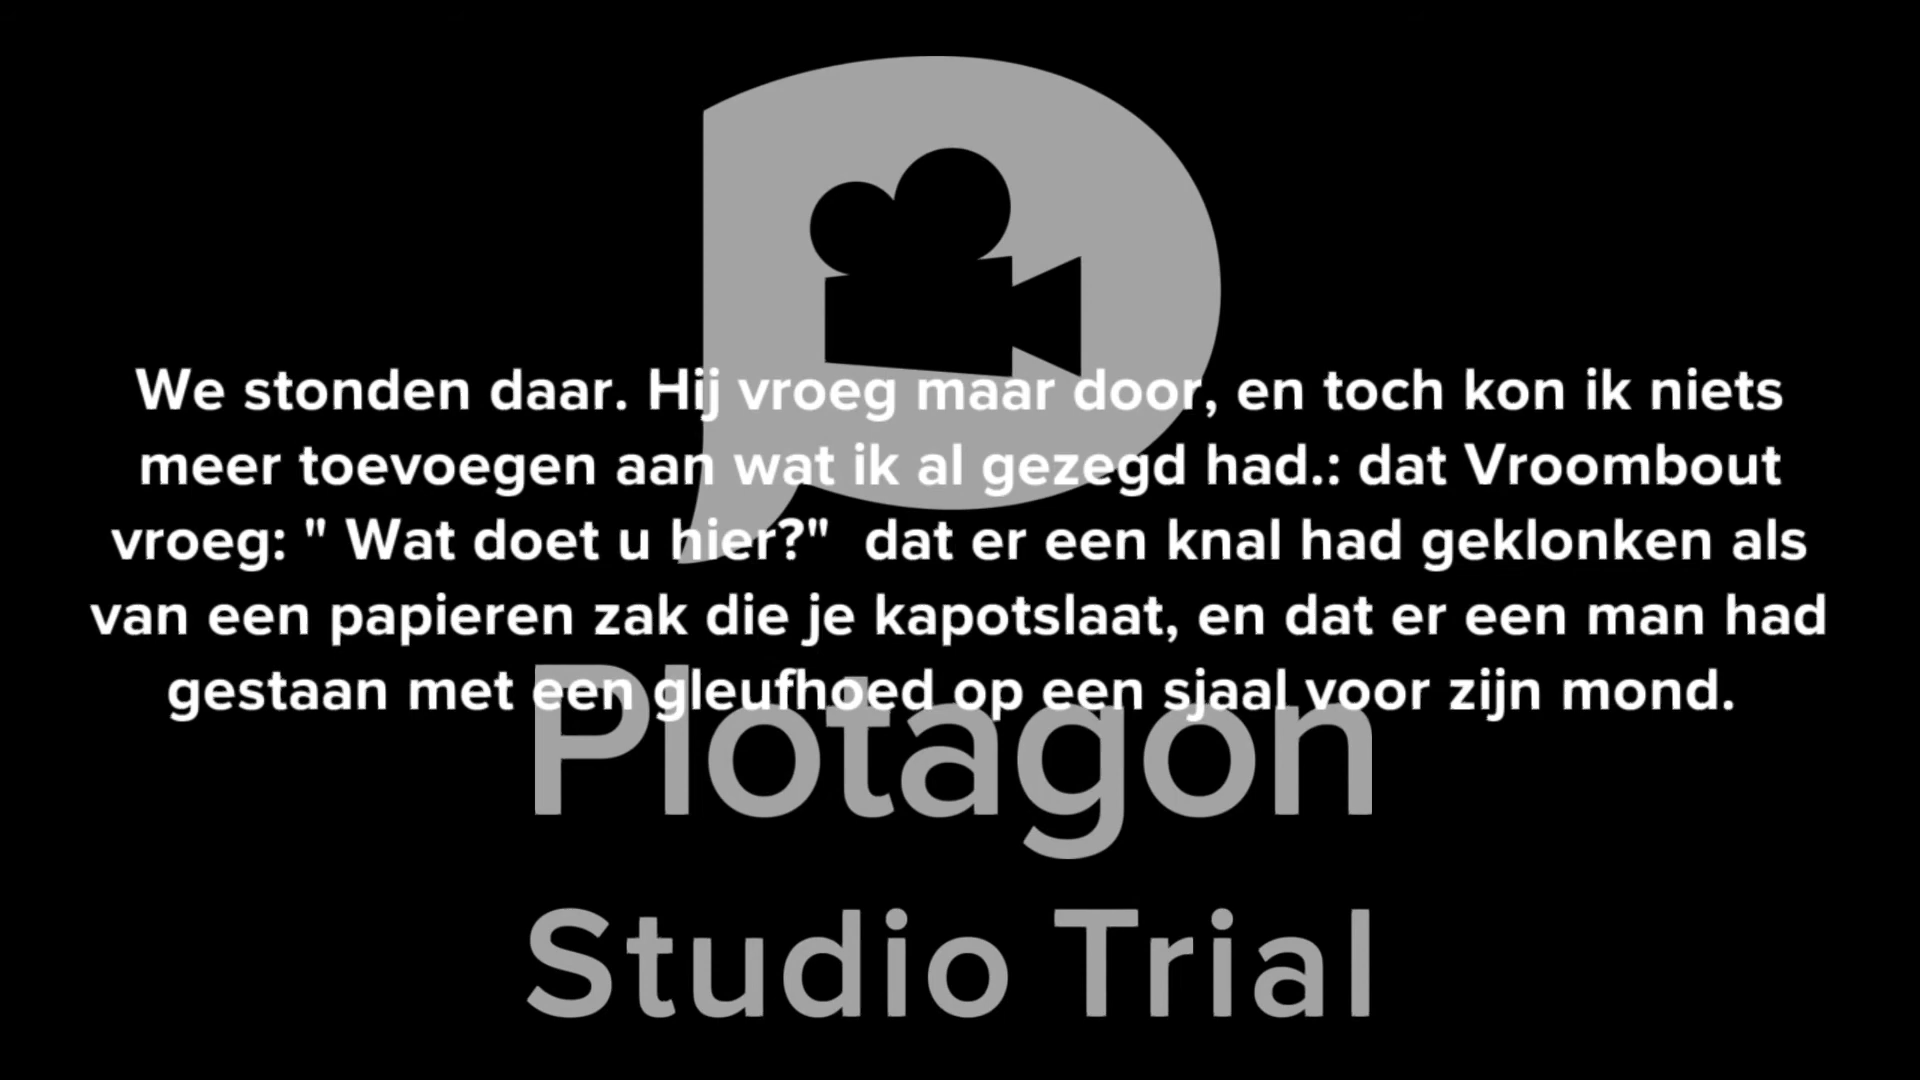 We stonden daar. Hij vroeg maar door, en toch kon ik niets
meer toevoegen aan wat ik al gezegd had.: dat Vroombout
vroeg: " Wat doet u hier?"  dat er een knal had geklonken als
van een papieren zak die je kapotslaat, en dat er een man had
gestaan met een gleufhoed op een sjaal voor zijn mond.
Plotagon
Studio Trial